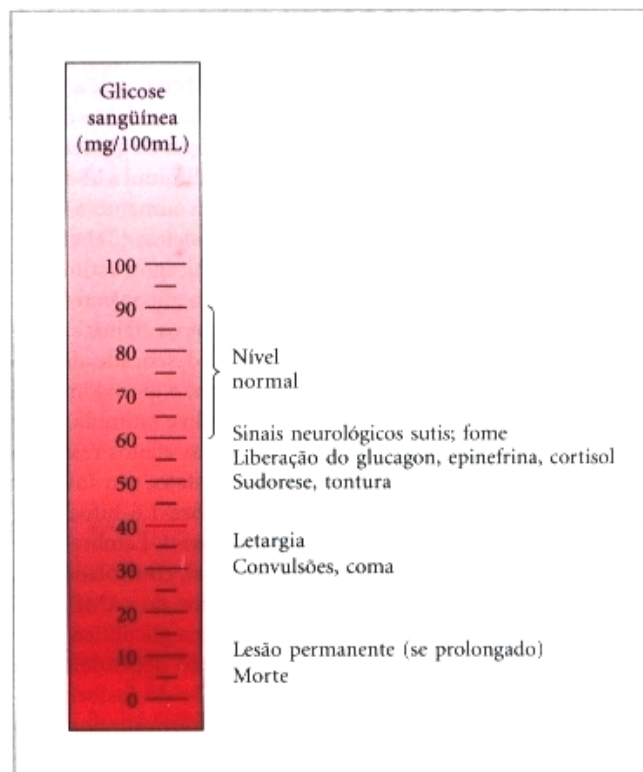 Glicose
sangüínea
(mg/100mL)
100
90
80
70
60
50
40
30
20
10
0
Nível
normal
Sinais neurológicos sutis; fome
Liberação do glucagon, epinefrina, cortisol
Sudorese, tontura
Letargia
Convulsões, coma
Lesão permanente (se prolongado)
Morte